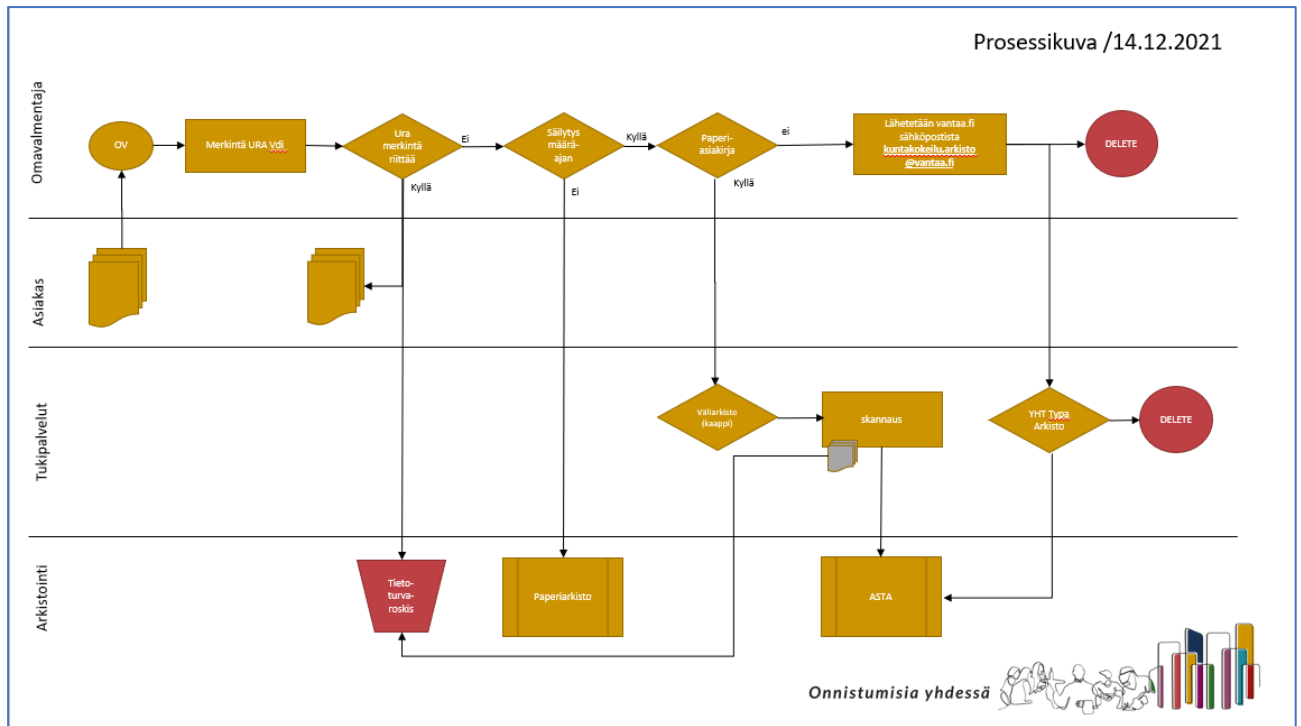 Prosessikuva /14.12.2021
Omavalmentaja
OV
Merkintä URA Vdi
Ura
merkintä
riittää
Ei
Kyllä
Säilytys
määrä-
ajan
Kyllä
Ei
Paperi-
asiakirja
ei
Kyllä
Lähetetään vantaa.fi
sähköpostista
kuntakokeilu.arkisto
@vantaa.fi
DELETE
Asiakas
Tukipalvelut
Väliarkisto
(kaappi)
skannaus
YHT Typa
Arkisto
DELETE
Arkistointi
Tieto-
turva-
roskis
Paperiarkisto
ASTA
Onnistumisia yhdessä